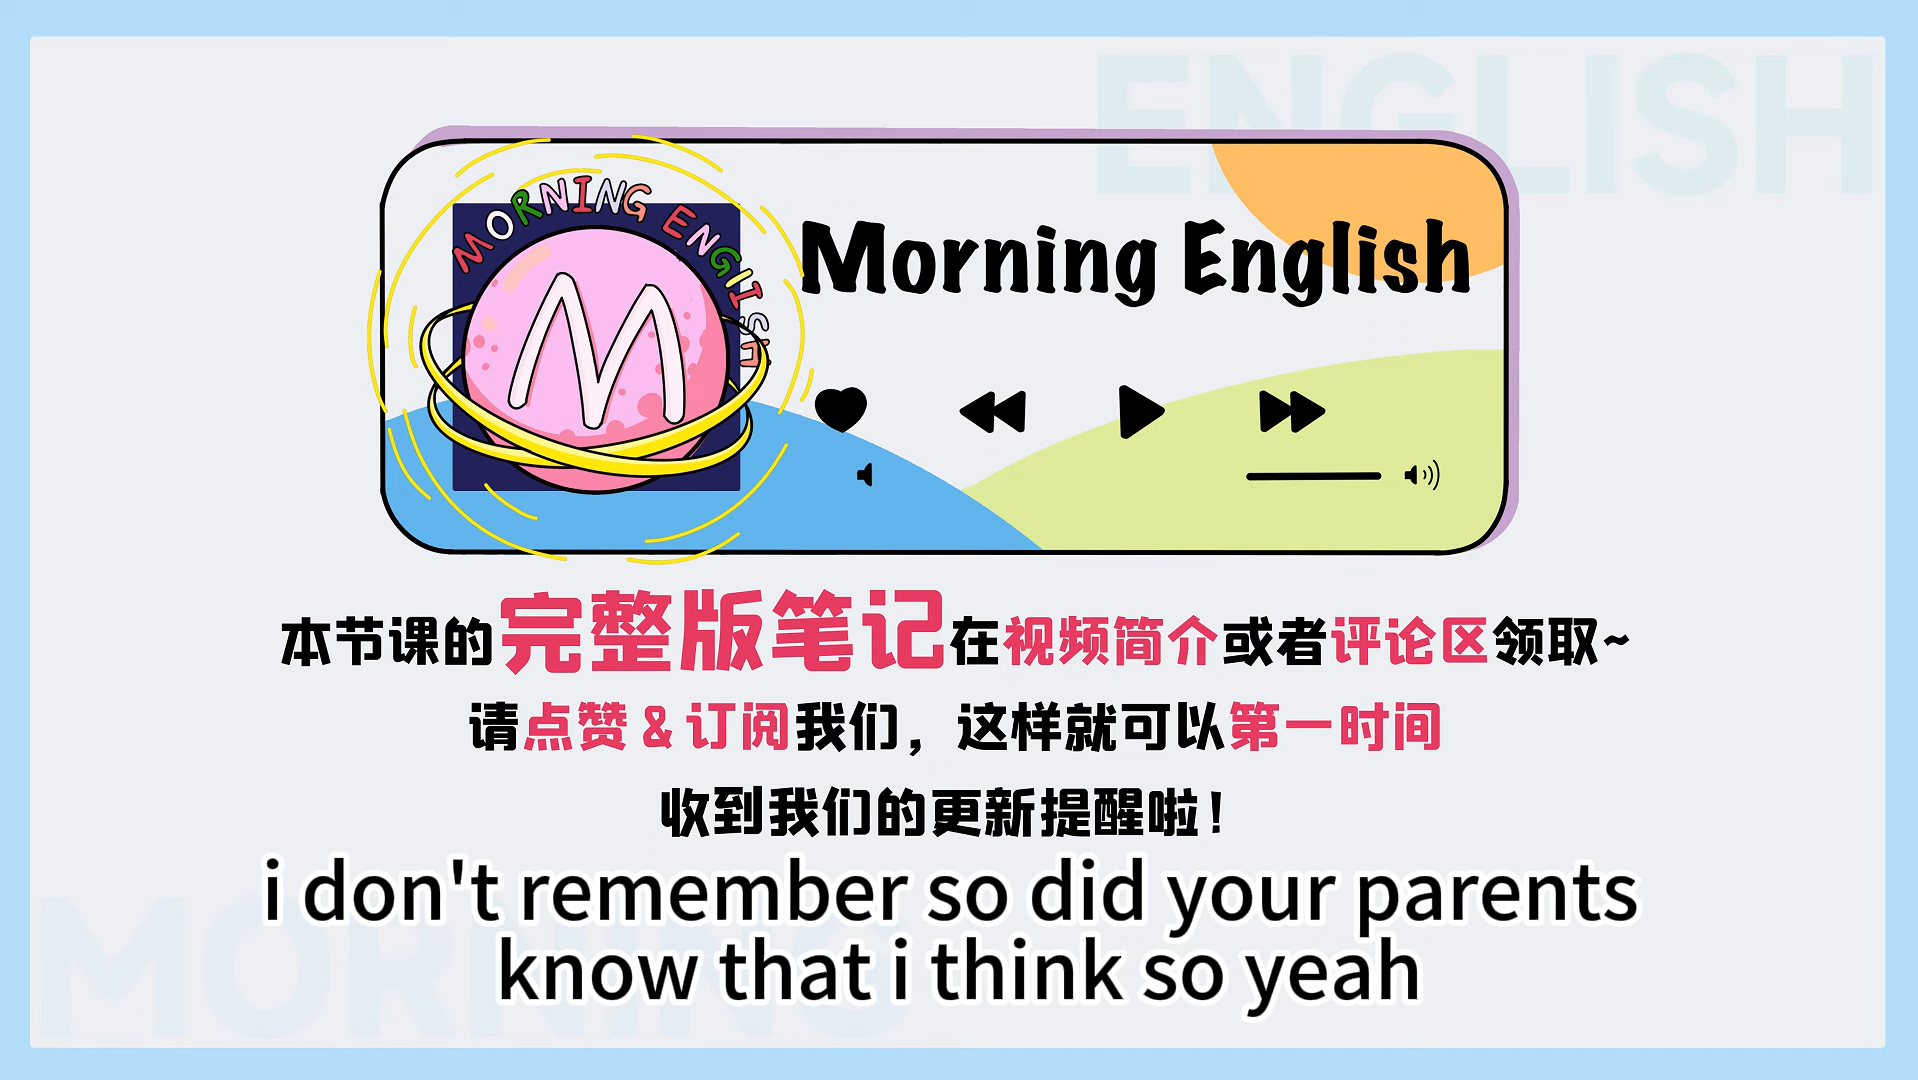 ENGLISH
MORNING ENGLISH
M
Morning English
本节课的完整版笔记在视频简介或者评论区领取~
请点赞&订阅我们，这样就可以第一时间
收到我们的更新提醒啦！
i don't remember so did your parents
know that i think so yeah
MORNING